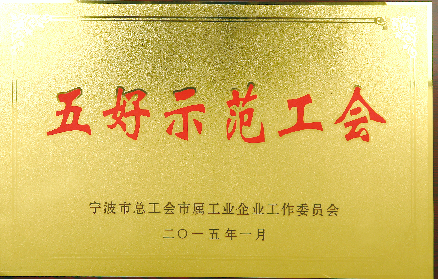 五好示范工会
宁波市总工会市属工业企业工作委员会
二〇一五年一月